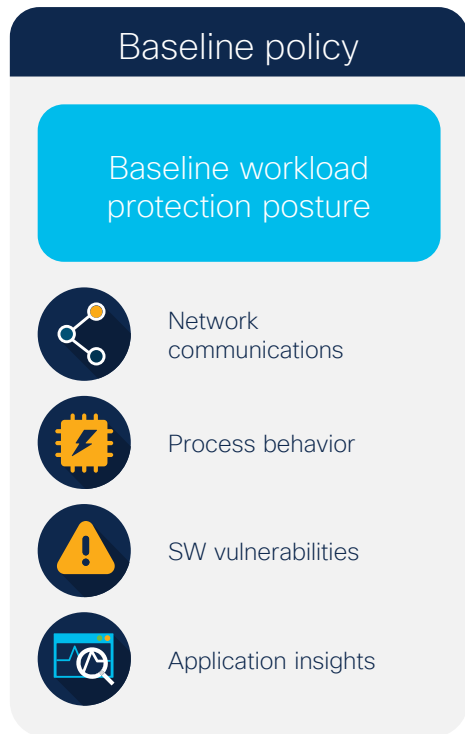 Baseline policy
Baseline workload
protection posture
Network
communications
Process behavior
SW vulnerabilities
Application insights